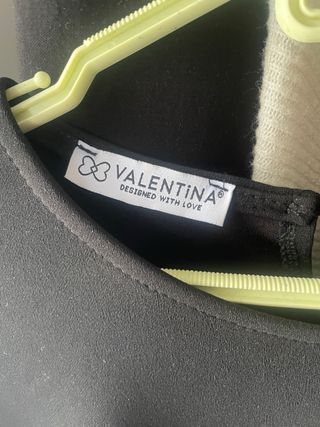 VALENTiNA®
DESIGNED WITH LOVE